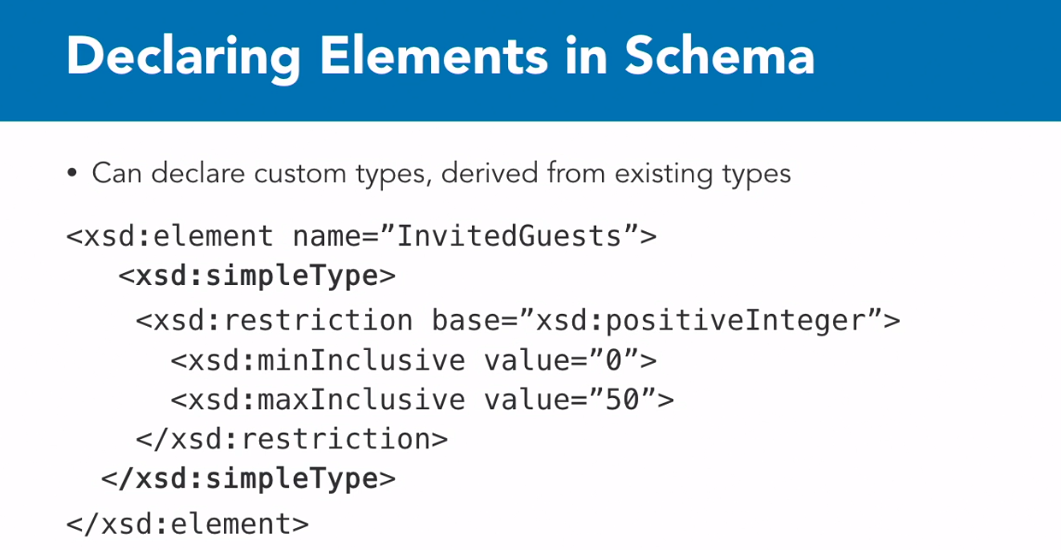 Declaring Elements in Schema
• Can declare custom types, derived from existing types
<xsd:element name=”InvitedGuests”>
<xsd:simpleType>
<xsd:restriction base=”xsd:positiveInteger”>
<xsd:minInclusive value=”0”>
<xsd:maxInclusive value=”50”>
</xsd:restriction>
</xsd:simpleType>
</xsd:element>